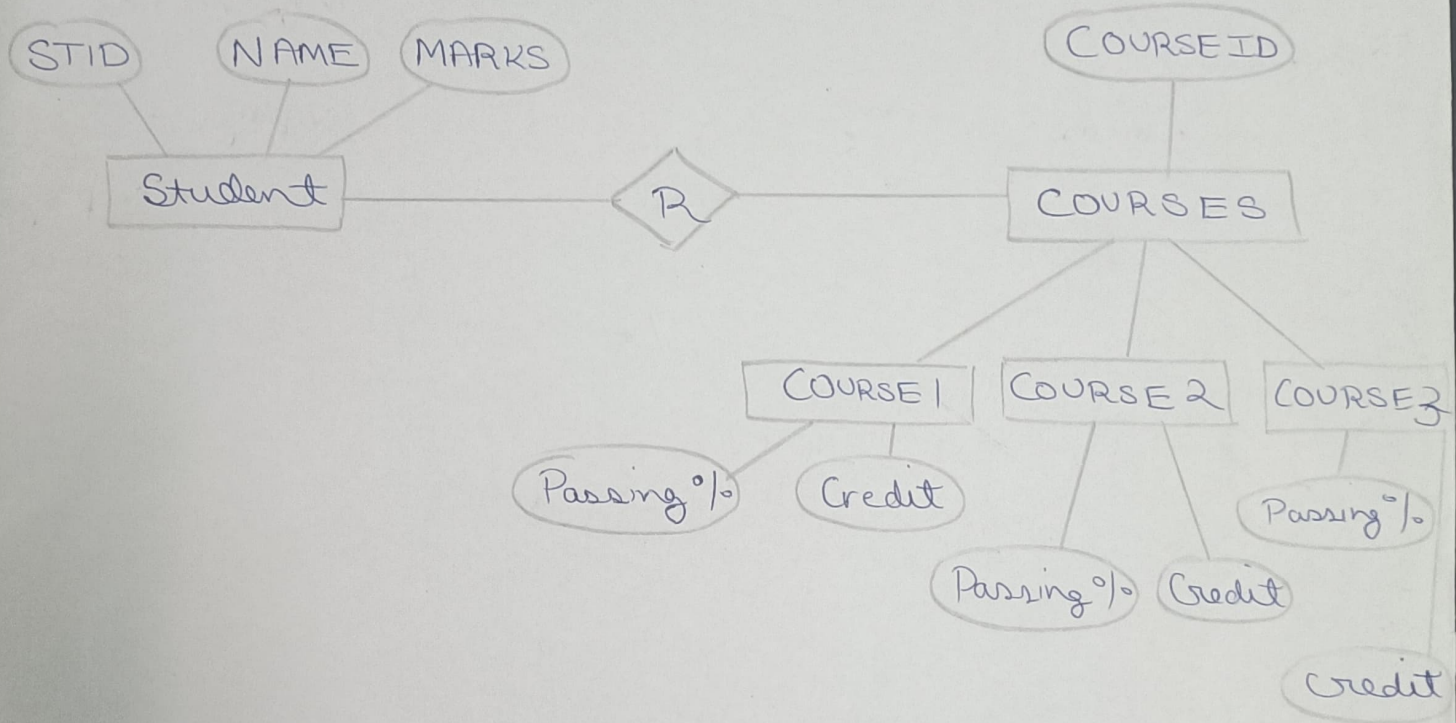 STID
NAME
MARKS
COURSEID
Student
R
COURSES
COURSE1
COURSE2
COURSE3
Passing%
Credit
Passing%
Passing%
Credit
Credit